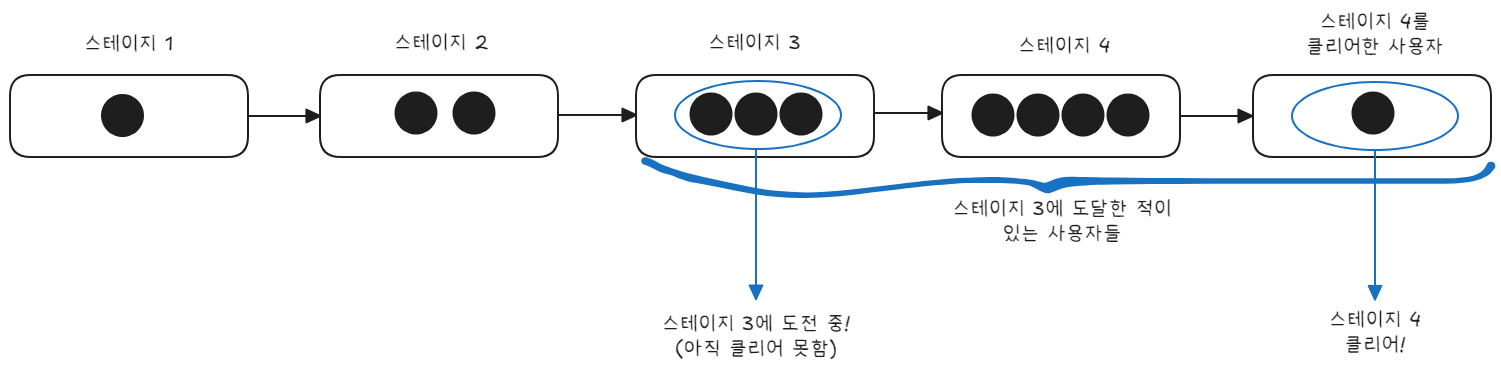 스테이지 1
스테이지 2
스테이지 3
스테이지 4
스테이지 4를
클리어한 사용자
스테이지 3에 도달한 적이
있는 사용자들
스테이지 3에 도전 중!
(아직 클리어 못함)
스테이지 4
클리어!